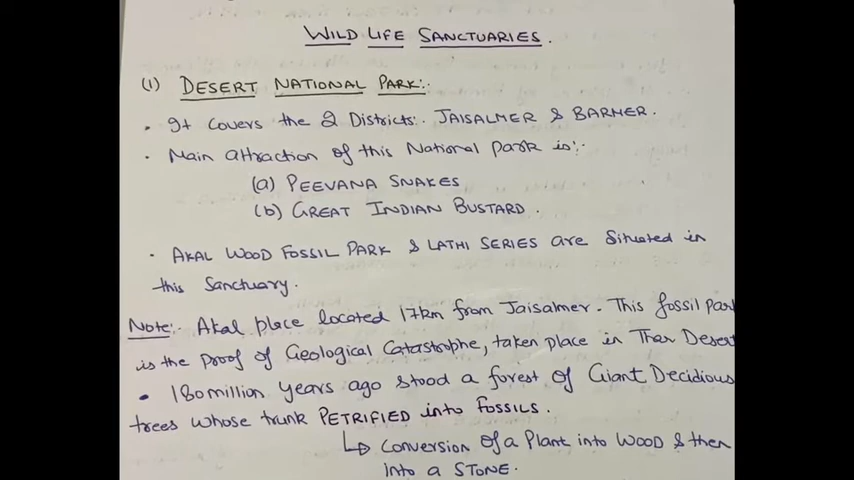 WILD LIFE SANCTUARIES.
(1) DESERT NATIONAL PARK:-
• It covers the 2 Districts:. JAISALMER & BARMER.
• Main attraction of this National park is:-
(a) PEEVANA SNAKES
(b) GREAT INDIAN BUSTARD.
• AKAL WOOD FOSSIL PARK & LATHI SERIES are situated in
this Sanctuary.
Note:- Akal place located 17km from Jaisalmer. This fossil park
is the proof of Geological Catastrophe, taken place in Thar Desert
• 180 million years ago stood a forest of Giant Decidious
trees whose trunk PETRIFIED into FOSSILS.
↳ Conversion of a Plant into WOOD & then
into a STONE.